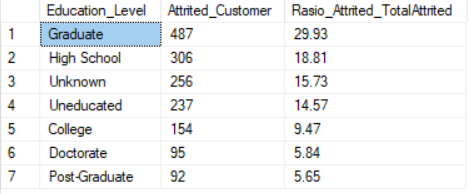 Education_Level Attrited_Customer Rasio_Attrited_TotalAttrited
1 Graduate 487 29.93
2 High School 306 18.81
3 Unknown 256 15.73
4 Uneducated 237 14.57
5 College 154 9.47
6 Doctorate 95 5.84
7 Post-Graduate 92 5.65